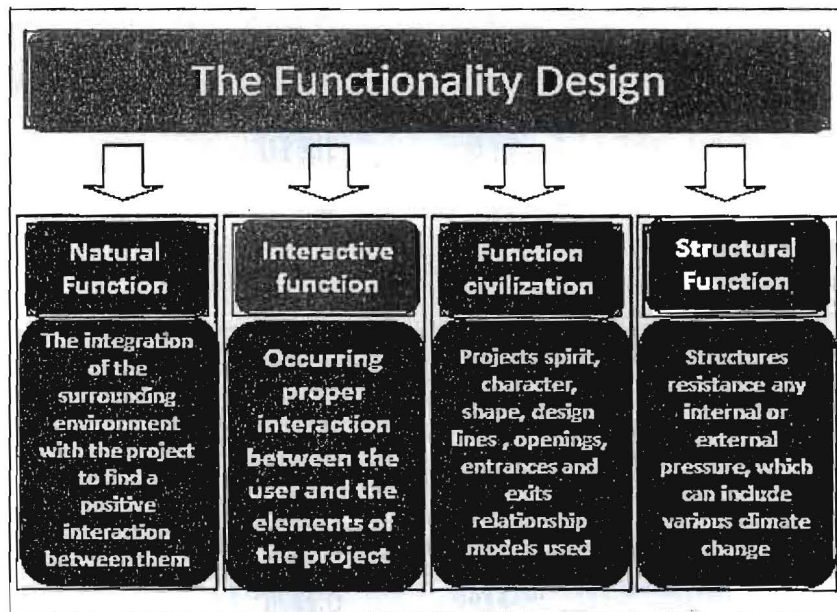 The Functionality Design
Natural
Function
The integration
of the
surrounding
environment
with the project
to find a
positive
interaction
between them
Interactive
function
Occurring
proper
interaction
between the
user and the
elements of
the project
Function
civilization
Projects spirit,
character,
shape, design
lines , openings,
entrances and
exits
relationship
models used
Structural
Function
Structures
resistance any
internal or
external
pressure, which
can include
various climate
change